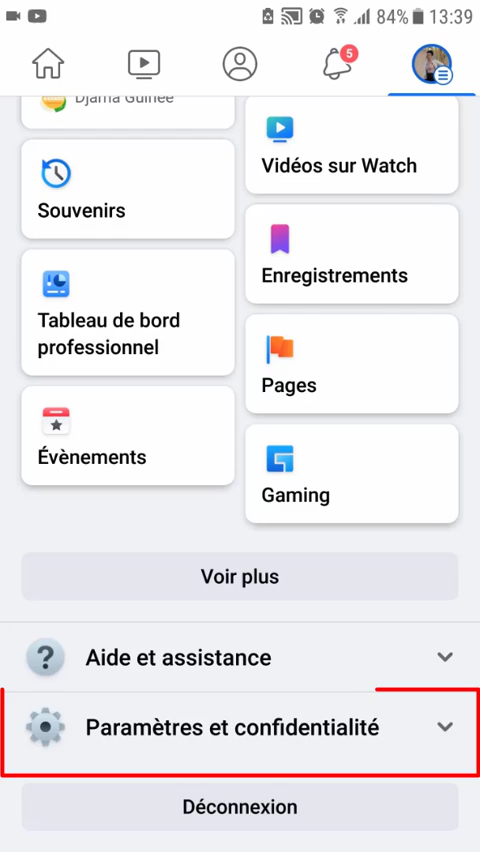 84% 13:39
5
Djama Guinee
Vidéos sur Watch
Souvenirs
Enregistrements
Tableau de bord
professionnel
Pages
Évènements
Gaming
Voir plus
Aide et assistance
Paramètres et confidentialité
Déconnexion